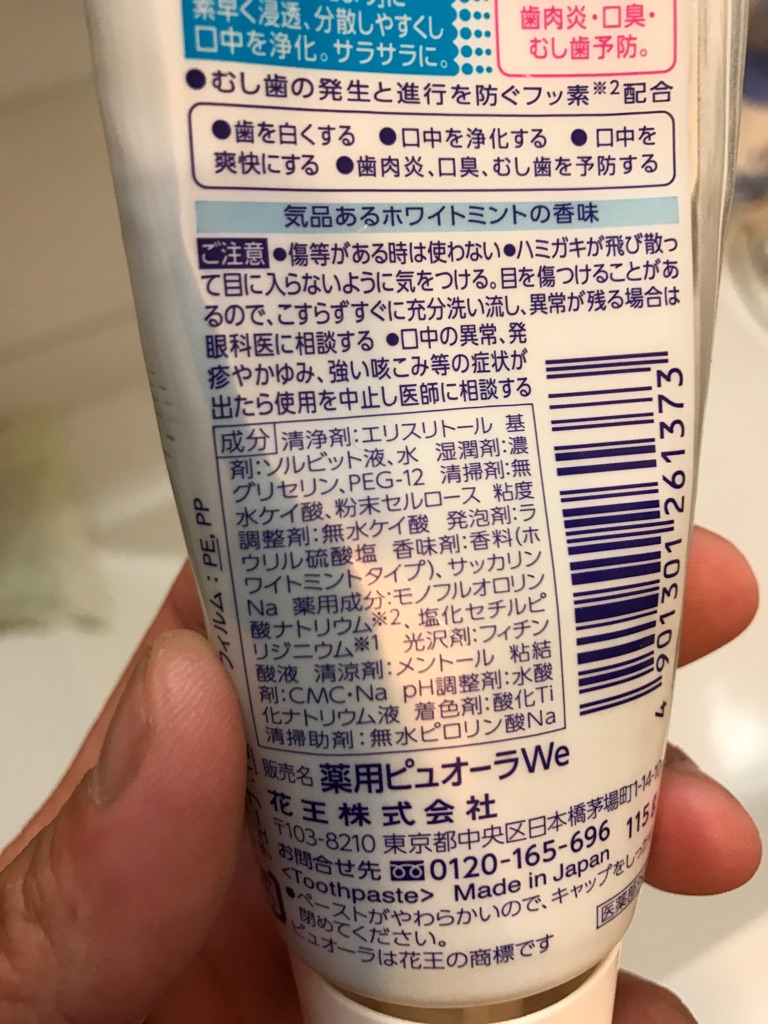 素早く浸透、分散しやすくし
口中を浄化。サラサラに。
歯肉炎・口臭・
むし歯予防。
●むし歯の発生と進行を防ぐフッ素※2配合
●歯を白くする ●口中を浄化する ●口中を
爽快にする ●歯肉炎、口臭、むし歯を予防する
気品あるホワイトミントの香味
ご注意 ●傷等がある時は使わない●ハミガキが飛び散っ
て目に入らないように気をつける。目を傷つけることがあ
るので、こすらずすぐに充分洗い流し、異常が残る場合は
眼科医に相談する ●口中の異常、発
疹やかゆみ、強い咳こみ等の症状が
出たら使用を中止し医師に相談する
成分 清浄剤:エリスリトール 基
剤:ソルビット液、水 湿潤剤:濃
グリセリン、PEG-12 清掃剤:無
水ケイ酸、粉末セルロース 粘度
調整剤:無水ケイ酸 発泡剤:ラ
ウリル硫酸塩 香味剤:香料(ホ
ワイトミントタイプ)、サッカリン
Na 薬用成分:モノフルオロリン
酸ナトリウム※2、塩化セチルピ
リジニウム※1 光沢剤:フィチン
酸液 清涼剤:メントール 粘結
剤:CMC・Na pH調整剤:水酸
化ナトリウム液 着色剤:酸化Ti
清掃助剤:無水ピロリン酸Na
4901301261373
フィルム:PE, PP
販売名 薬用ピュオーラWe
花王株式会社
〒103-8210 東京都中央区日本橋茅場町1-14-10
お問合せ先 0120-165-696 115
<Toothpaste> Made in Japan
●ペーストがやわらかいので、キャップをしっか
閉めてください。
ピュオーラは花王の商標です
医薬部